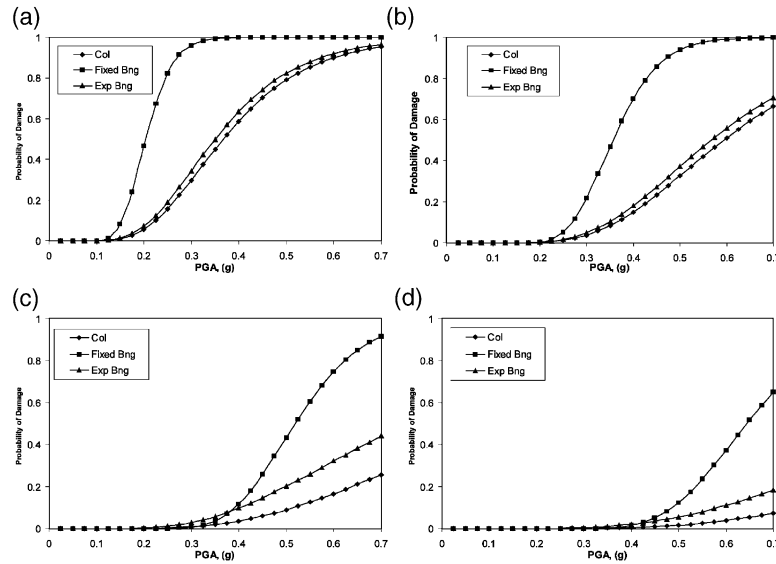 (a)
Col
Fixed Bng
Exp Bng
Probability of Damage
1
0.8
0.6
0.4
0.2
0
0 0.1 0.2 0.3 0.4 0.5 0.6 0.7
PGA, (g)
(b)
Col
Fixed Bng
Exp Bng
Probability of Damage
1
0.8
0.6
0.4
0.2
0
0 0.1 0.2 0.3 0.4 0.5 0.6 0.7
PGA, (g)
(c)
Col
Fixed Bng
Exp Bng
Probability of Damage
1
0.8
0.6
0.4
0.2
0
0 0.1 0.2 0.3 0.4 0.5 0.6 0.7
PGA, (g)
(d)
Col
Fixed Bng
Exp Bng
Probability of Damage
1
0.8
0.6
0.4
0.2
0
0 0.1 0.2 0.3 0.4 0.5 0.6 0.7
PGA, (g)